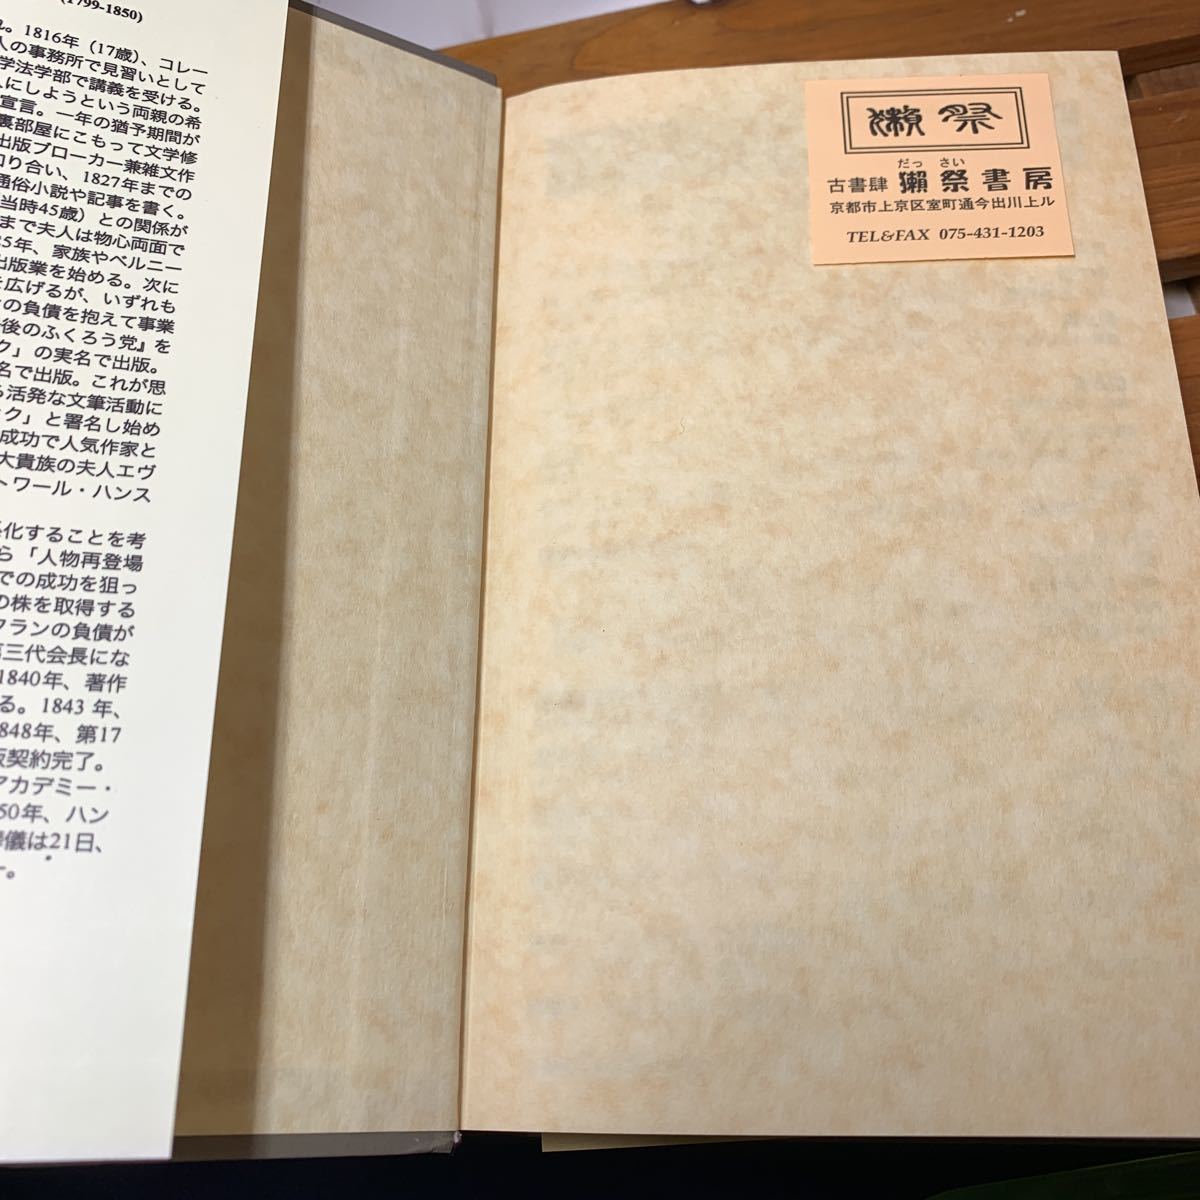 (1799-1850)
1816年（17歳）、コレー
人の事務所で見習いとして
学法学部で講義を受ける。
にしようという両親の希
宣言。一年の猶予期間が
裏部屋にこもって文学修
出版ブローカー兼雑文作
知り合い、1827年までの
通俗小説や記事を書く。
当時45歳）との関係が
まで夫人は物心両面で
5年、家族やベルニー
出版業を始める。次に
を広げるが、いずれも
の負債を抱えて事業
後のふくろう党』を
ク」の実名で出版。
名で出版。これが思
活発な文筆活動に
ック」と署名し始め
成功で人気作家と
大貴族の夫人エヴ
トワール・ハンス
系化することを考
ら「人物再登場
での成功を狙っ
の株を取得する
フランの負債が
第三代会長にな
1840年、著作
る。1843年、
848年、第17
版契約完了。
アカデミー・
50年、ハン
葬儀は21日、
獺祭
だっ さい
古書肆 獺祭書房
京都市上京区室町通今出川上ル
TEL&FAX 075-431-1203